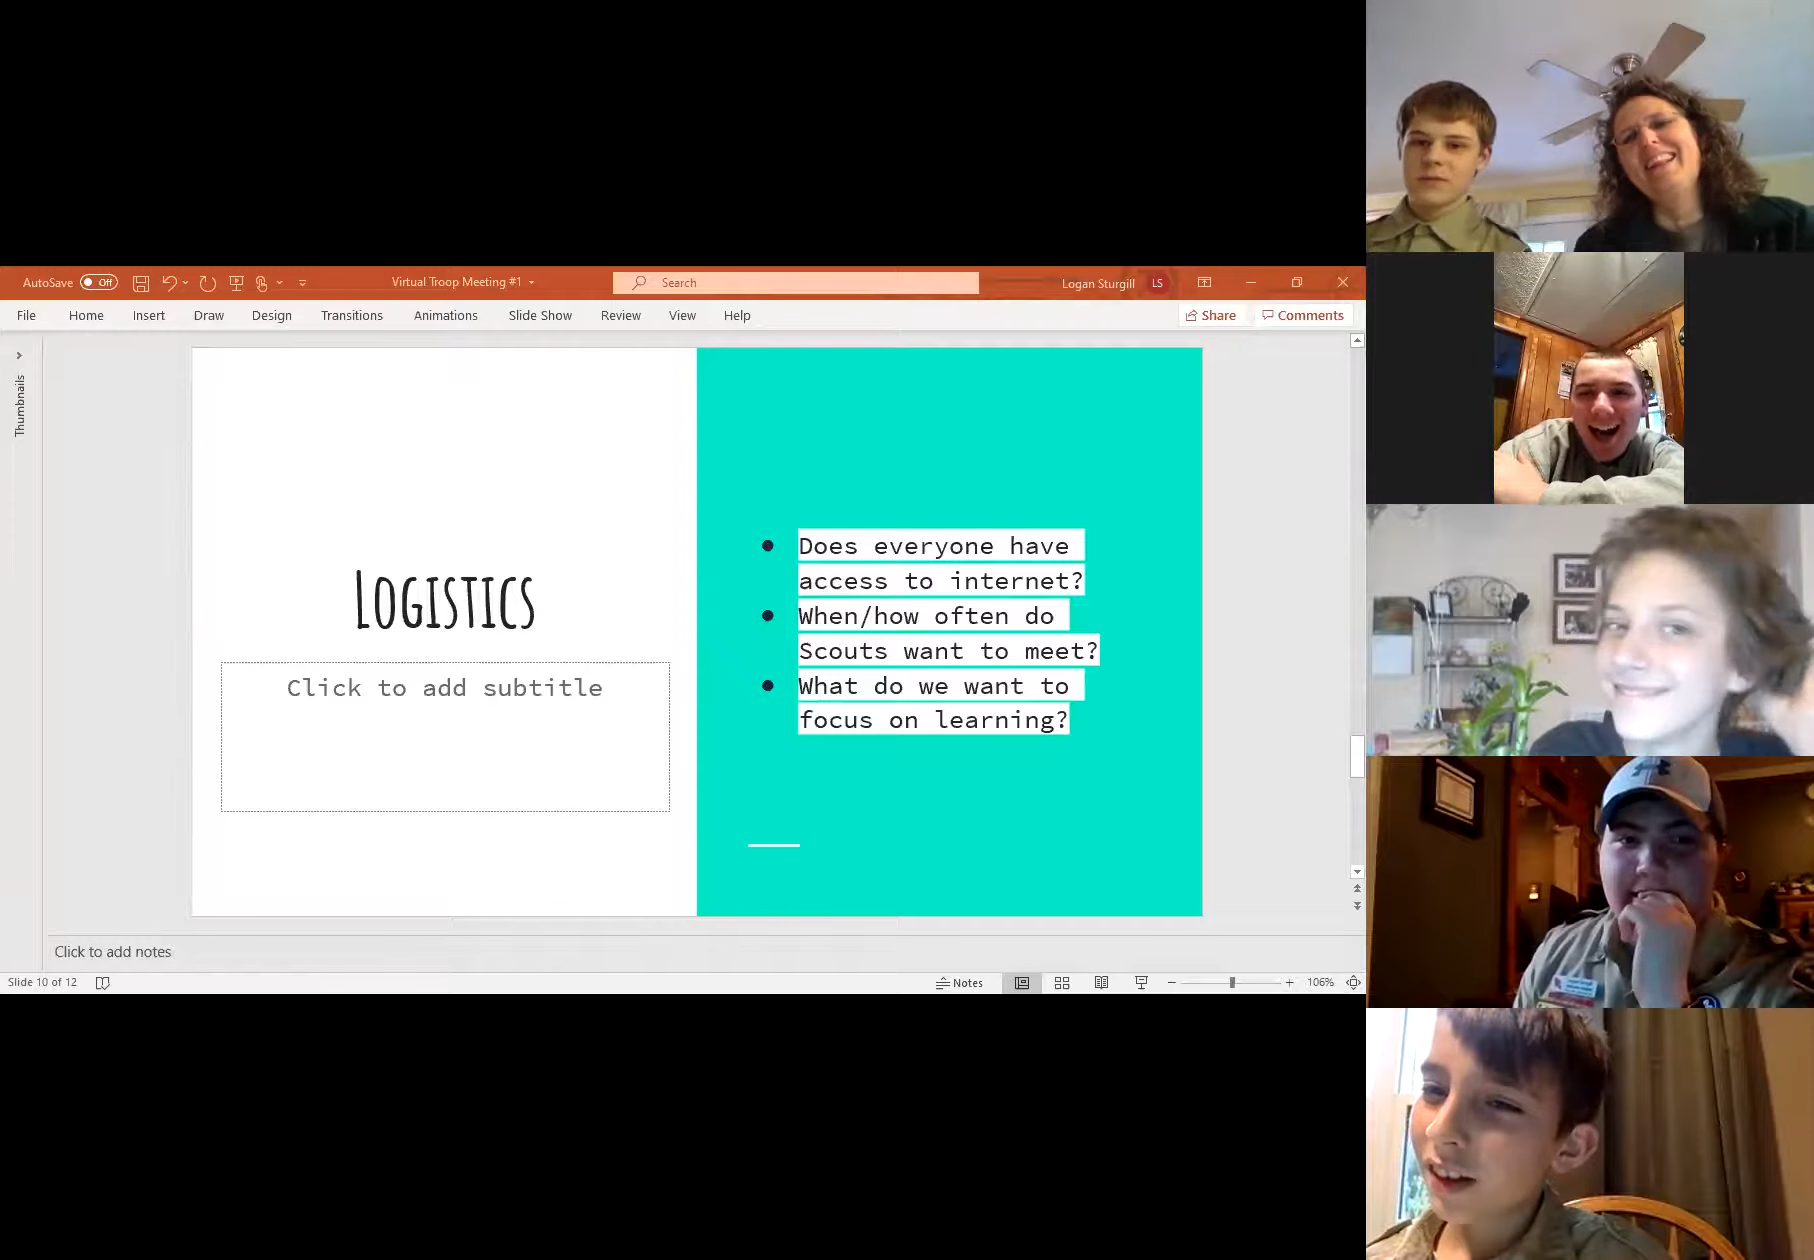 AutoSave Off
Virtual Troop Meeting #1
Search
Logan Sturgill LS
File Home Insert Draw Design Transitions Animations Slide Show Review View Help
Share Comments
Thumbnails
LOGISTICS
Click to add subtitle
• Does everyone have
access to internet?
• When/how often do
Scouts want to meet?
• What do we want to
focus on learning?
Click to add notes
Slide 10 of 12
Notes
106%